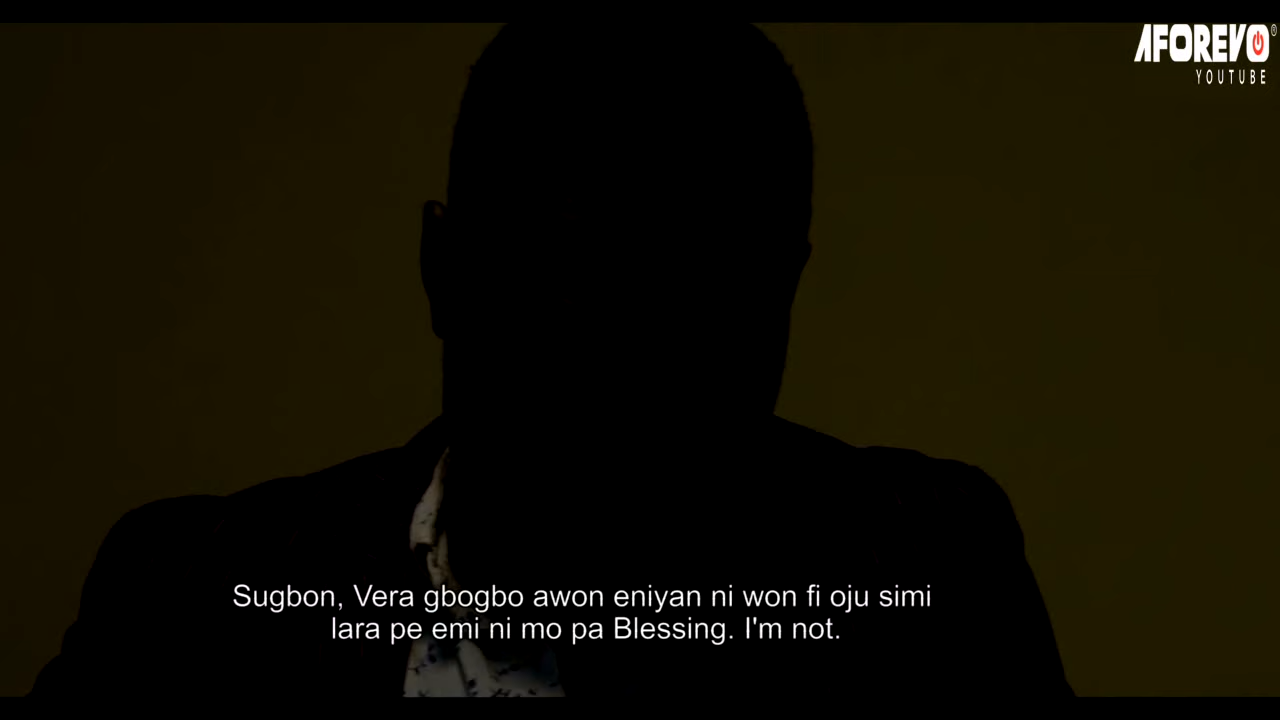 AFOREVO®
YOUTUBE
Sugbon, Vera gbogbo awon eniyan ni won fi oju simi
lara pe emi ni mo pa Blessing. I'm not.